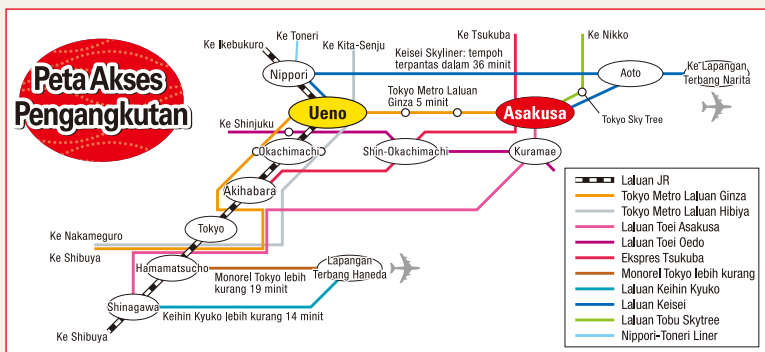 Peta Akses
Pengangkutan
Ke Ikebukuro
Ke Toneri
Ke Kita-Senju
Ke Tsukuba
Ke Nikko
Keisei Skyliner: tempoh
terpantas dalam 36 minit
Nippori
Aoto
Ke Lapangan
Terbang Narita
Ueno
Tokyo Metro Laluan
Ginza 5 minit
Asakusa
Tokyo Sky Tree
Ke Shinjuku
Okachimachi
Shin-Okachimachi
Kuramae
Akihabara
Tokyo
Ke Nakameguro
Ke Shibuya
Hamamatsucho
Monorel Tokyo lebih
kurang 19 minit
Lapangan
Terbang Haneda
Shinagawa
Keihin Kyuko lebih kurang 14 minit
Ke Shibuya
Laluan JR
Tokyo Metro Laluan Ginza
Tokyo Metro Laluan Hibiya
Laluan Toei Asakusa
Laluan Toei Oedo
Ekspres Tsukuba
Monorel Tokyo lebih kurang
Laluan Keihin Kyuko
Laluan Keisei
Laluan Tobu Skytree
Nippori-Toneri Liner